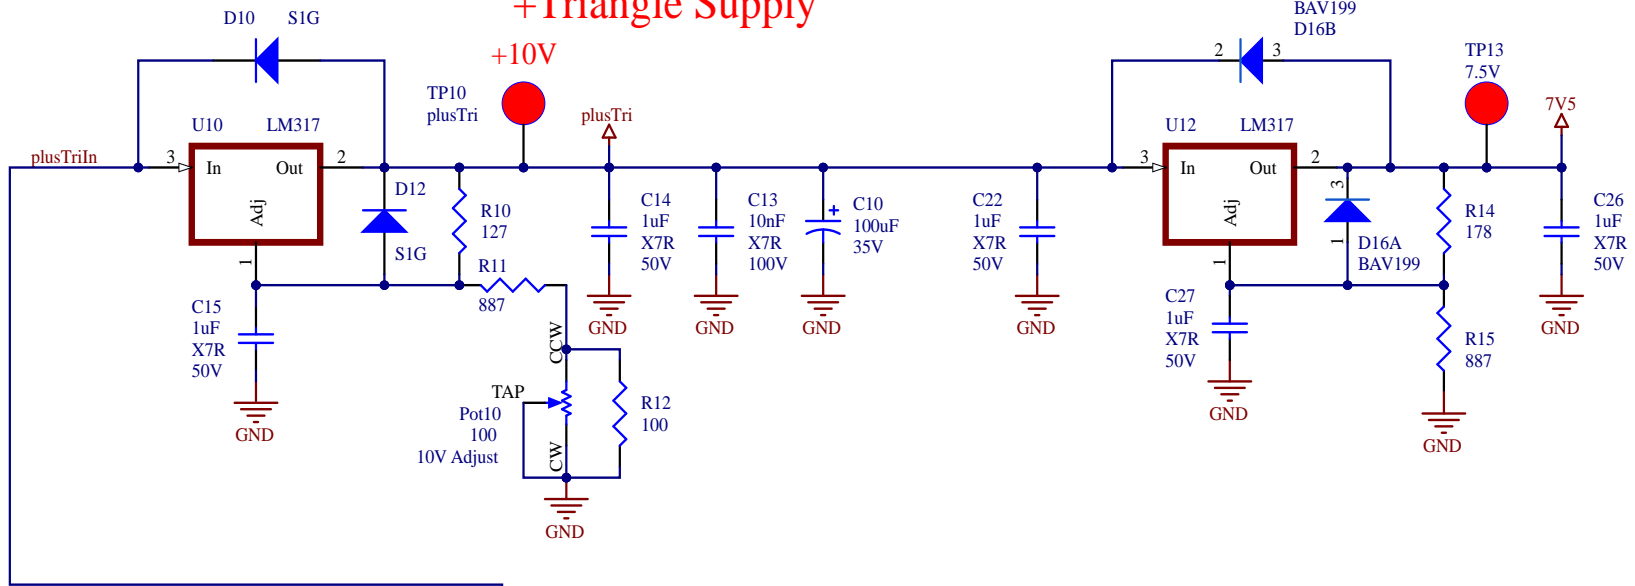 +Triangle Supply
D10 S1G
+10V
TP10
plusTri
plusTri
U10 LM317
plusTriIn
3 In Out 2
Adj
1
D12
S1G
R10
127
R11
887
C15
1uF
X7R
50V
GND
CCW
TAP
Pot10
100
10V Adjust
CW
R12
100
GND
C14
1uF
X7R
50V
GND
C13
10nF
X7R
100V
GND
+
C10
100uF
35V
GND
C22
1uF
X7R
50V
GND
BAV199
D16B
2 3
TP13
7.5V
7V5
U12 LM317
3 In Out 2
Adj
1
3
1
D16A
BAV199
R14
178
C26
1uF
X7R
50V
GND
C27
1uF
X7R
50V
GND
R15
887
GND